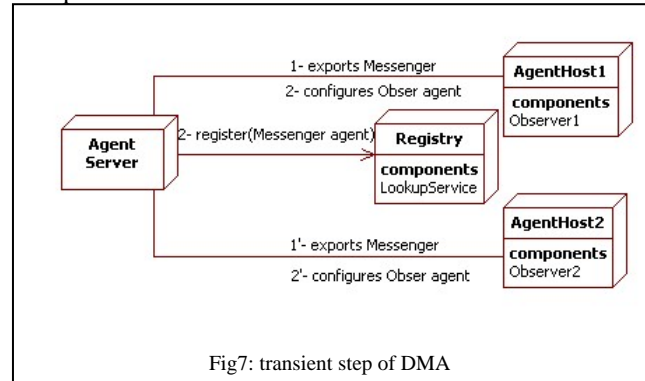 1- exports Messenger
2- configures Obser agent
AgentHost1
components
Observer1
Agent
Server
2- register(Messenger agent)
Registry
components
LookupService
AgentHost2
components
Observer2
1'- exports Messenger
2'- configures Obser agent
Fig7: transient step of DMA